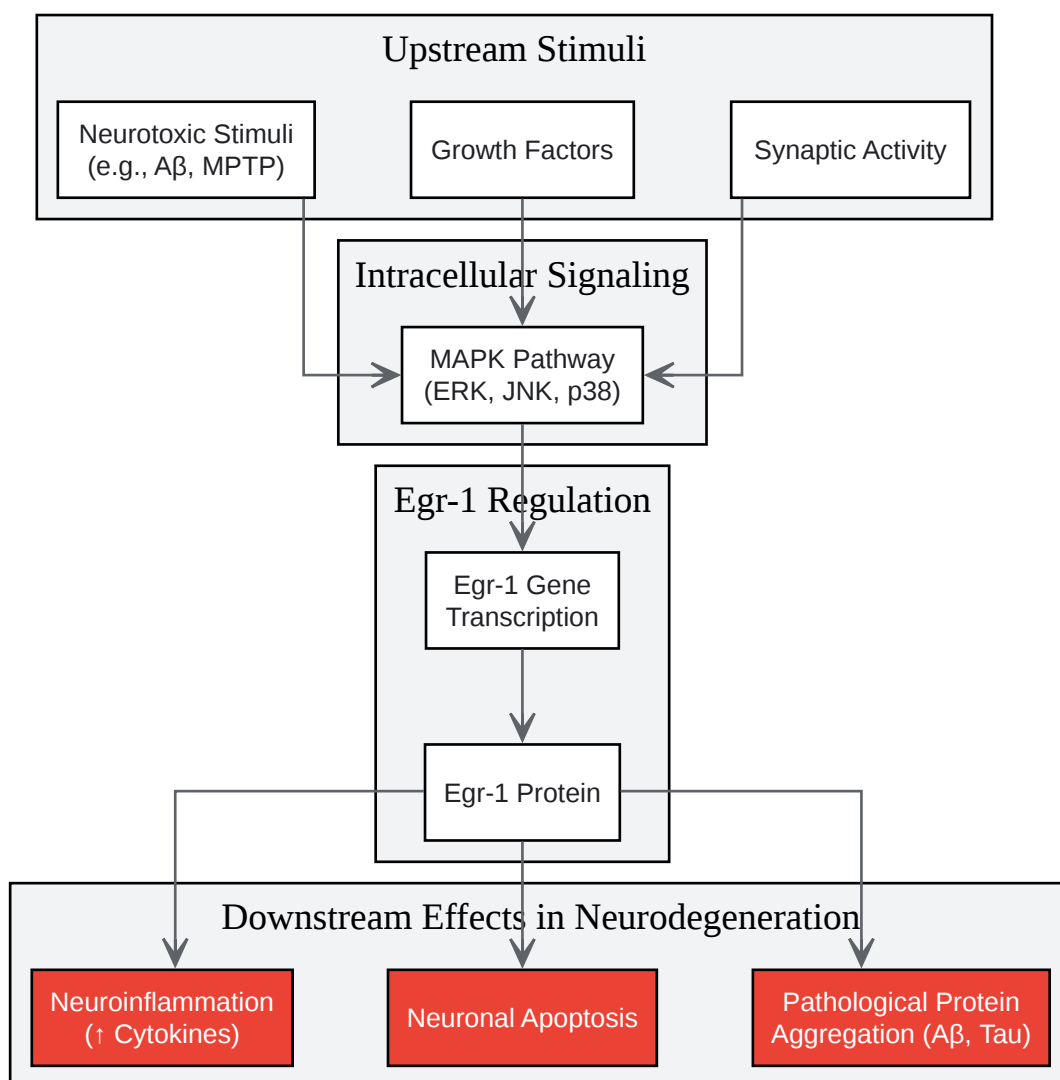 Upstream Stimuli
Neurotoxic Stimuli
(e.g., Aβ, MPTP)
Growth Factors
Synaptic Activity
Intracellular Signaling
MAPK Pathway
(ERK, JNK, p38)
Egr-1 Regulation
Egr-1 Gene
Transcription
Egr-1 Protein
Downstream Effects in Neurodegeneration
Neuroinflammation
(↑ Cytokines)
Neuronal Apoptosis
Pathological Protein
Aggregation (Aβ, Tau)